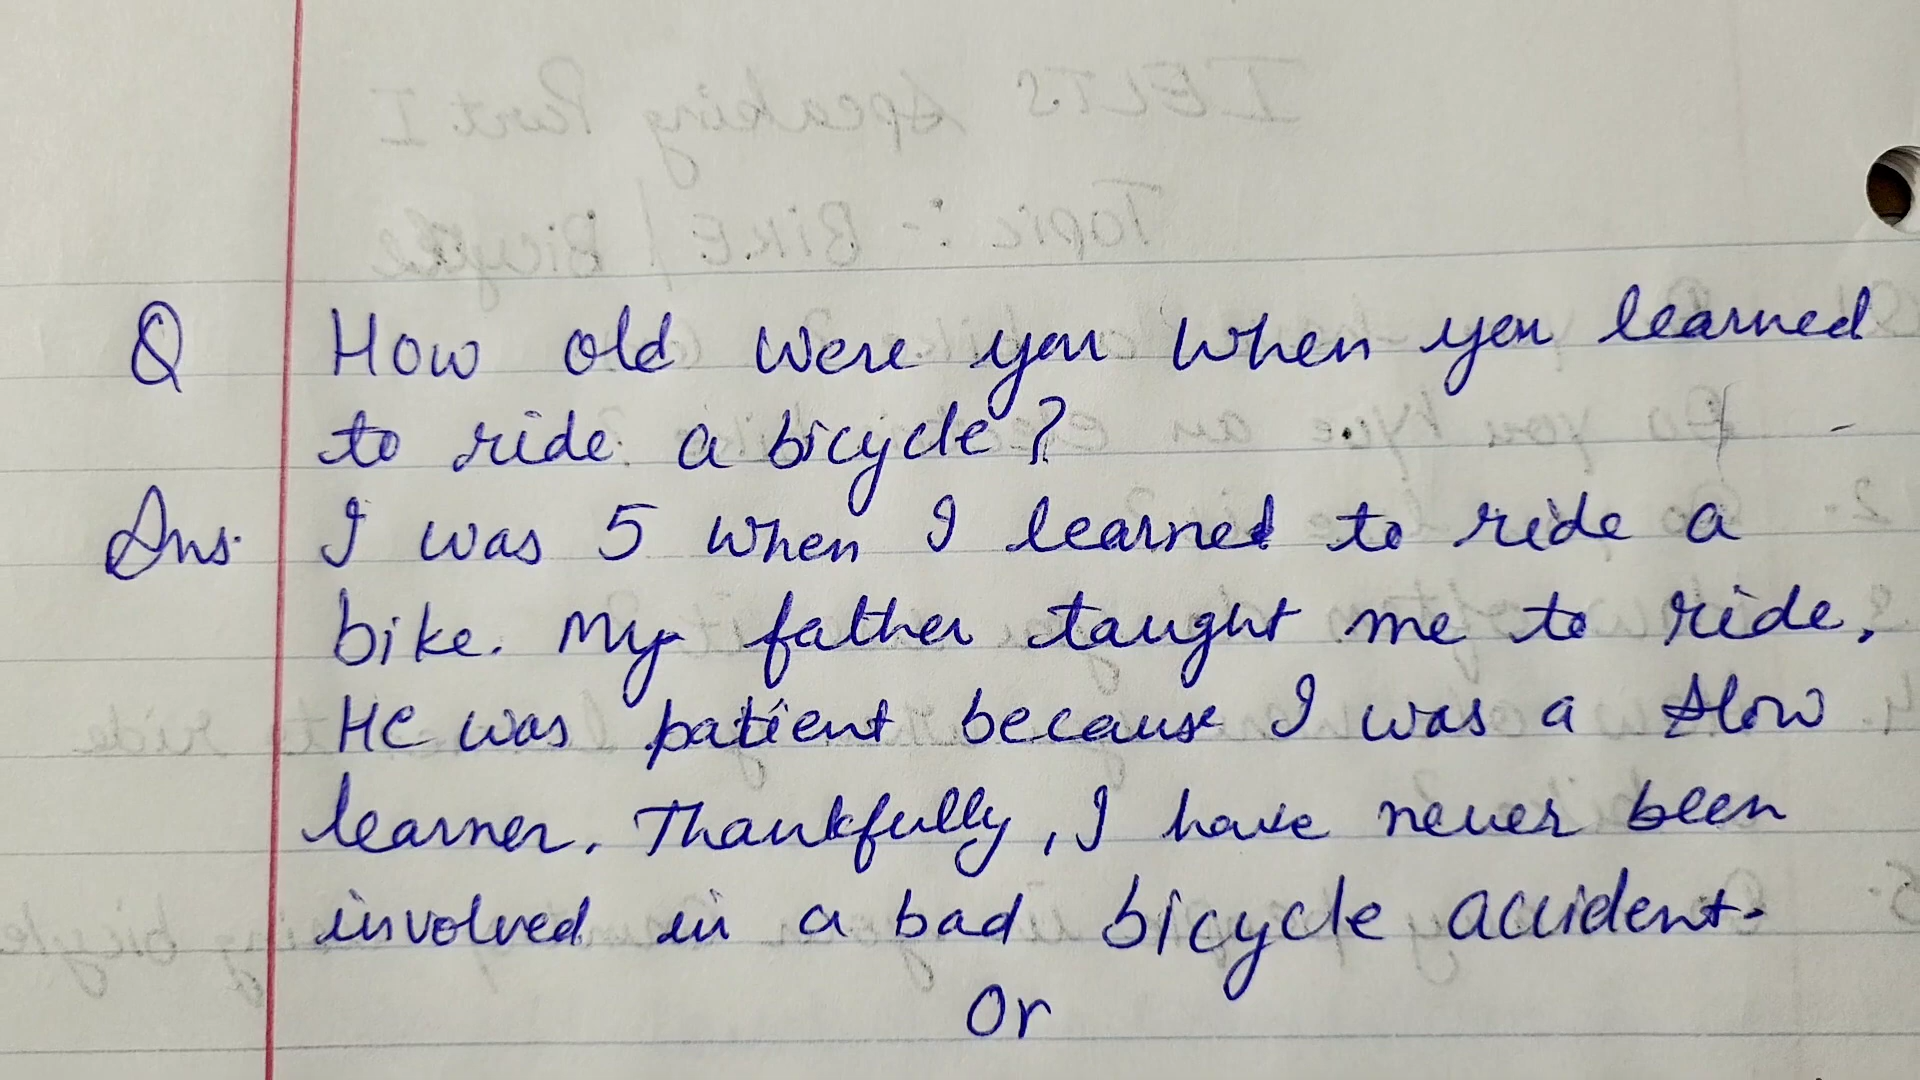 Q How old were you when you learned
to ride a bicycle?
Ans. I was 5 when I learned to ride a
bike. My father taught me to ride.
He was patient because I was a slow
learner. Thankfully, I have never been
involved in a bad bicycle accident.
Or